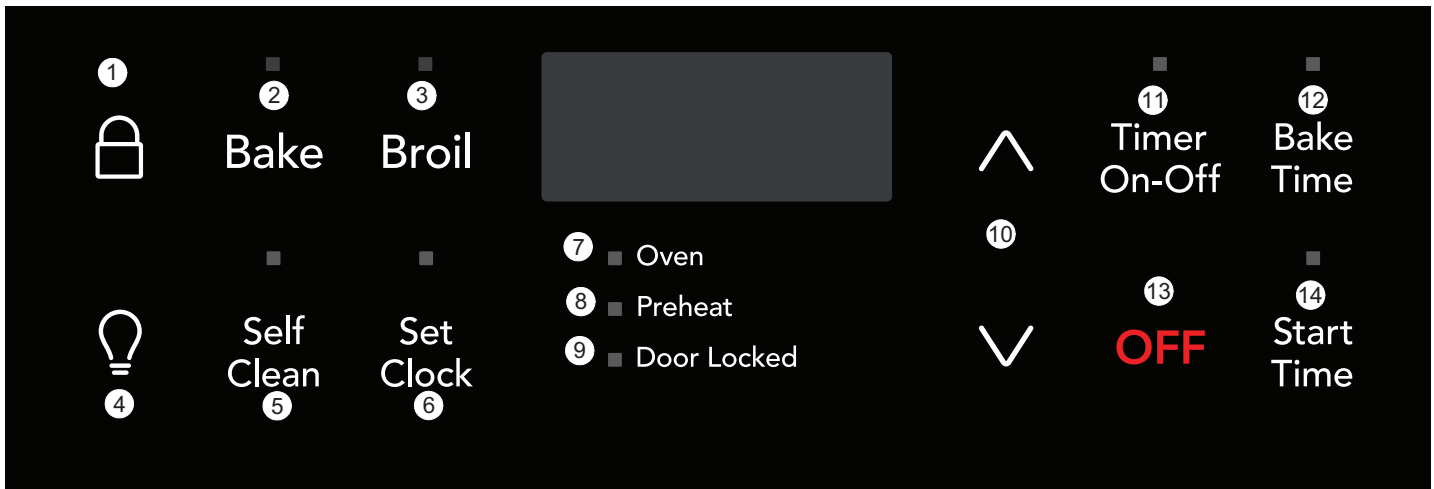 1
2
3
Bake
Broil
4
5
6
Self
Clean
Set
Clock
7
Oven
8
Preheat
9
Door Locked
10
11
Timer
On-Off
12
Bake
Time
13
OFF
14
Start
Time